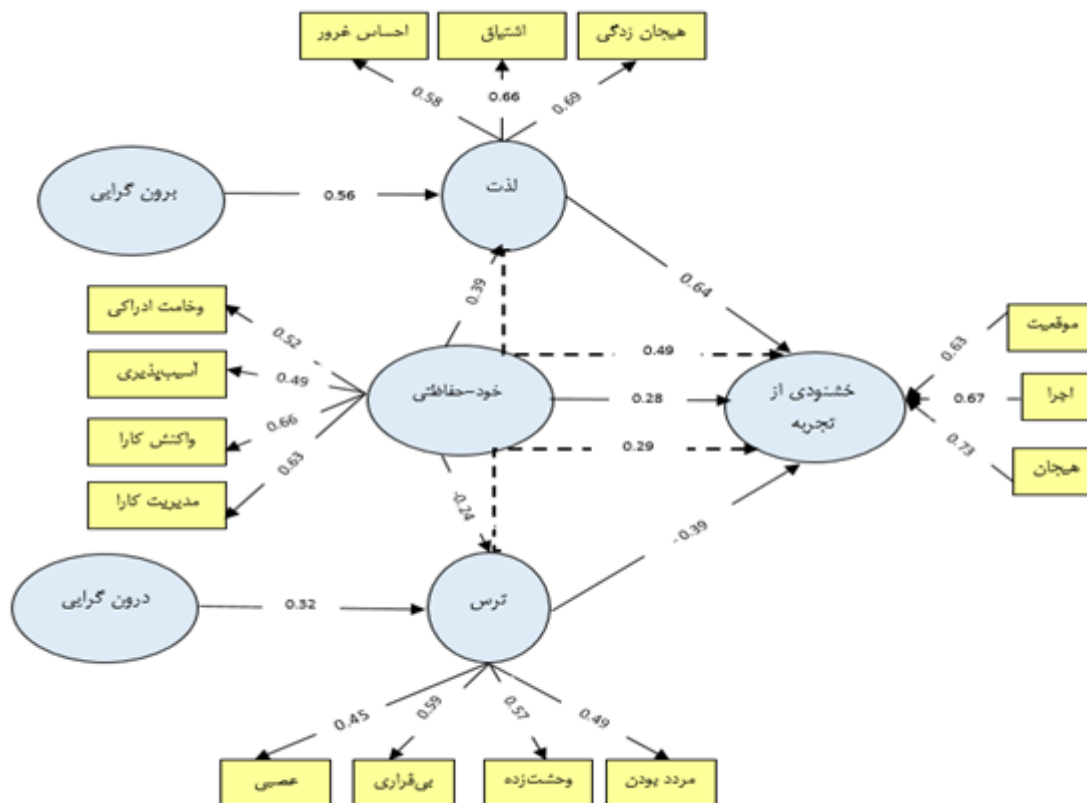 احساس غرور
اشتیاق
هیجان زدگی
0.58
0.66
0.69
برون گرایی
0.56
لذت
0.39
0.64
وخامت ادراکی
آسیب‌پذیری
واکنش کارا
مدیریت کارا
0.52
0.49
0.66
0.63
خود-حفاظتی
0.49
0.28
0.29
خشنودی از
تجربه
0.63
0.67
0.73
موقعیت
اجرا
هیجان
-0.24
-0.39
درون گرایی
0.32
ترس
0.45
0.59
0.57
0.49
عصبی
بی‌قراری
وحشت‌زده
مردد بودن